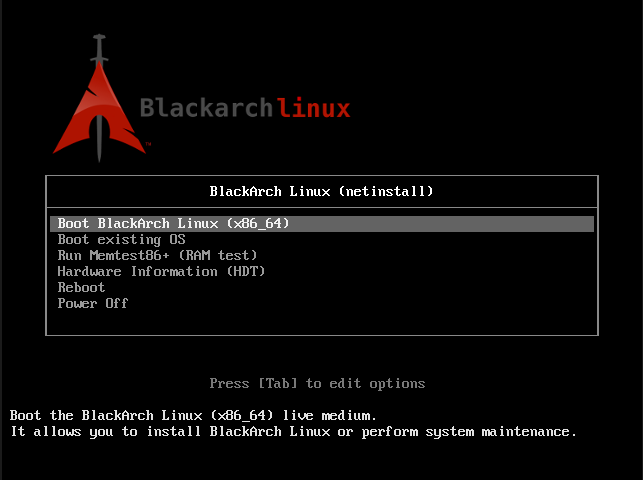 Blackarch linux
BlackArch Linux (netinstall)
Boot BlackArch Linux (x86_64)
Boot existing OS
Run Memtest86+ (RAM test)
Hardware Information (HDT)
Reboot
Power Off
Press [Tab] to edit options
Boot the BlackArch Linux (x86_64) live medium.
It allows you to install BlackArch Linux or perform system maintenance.